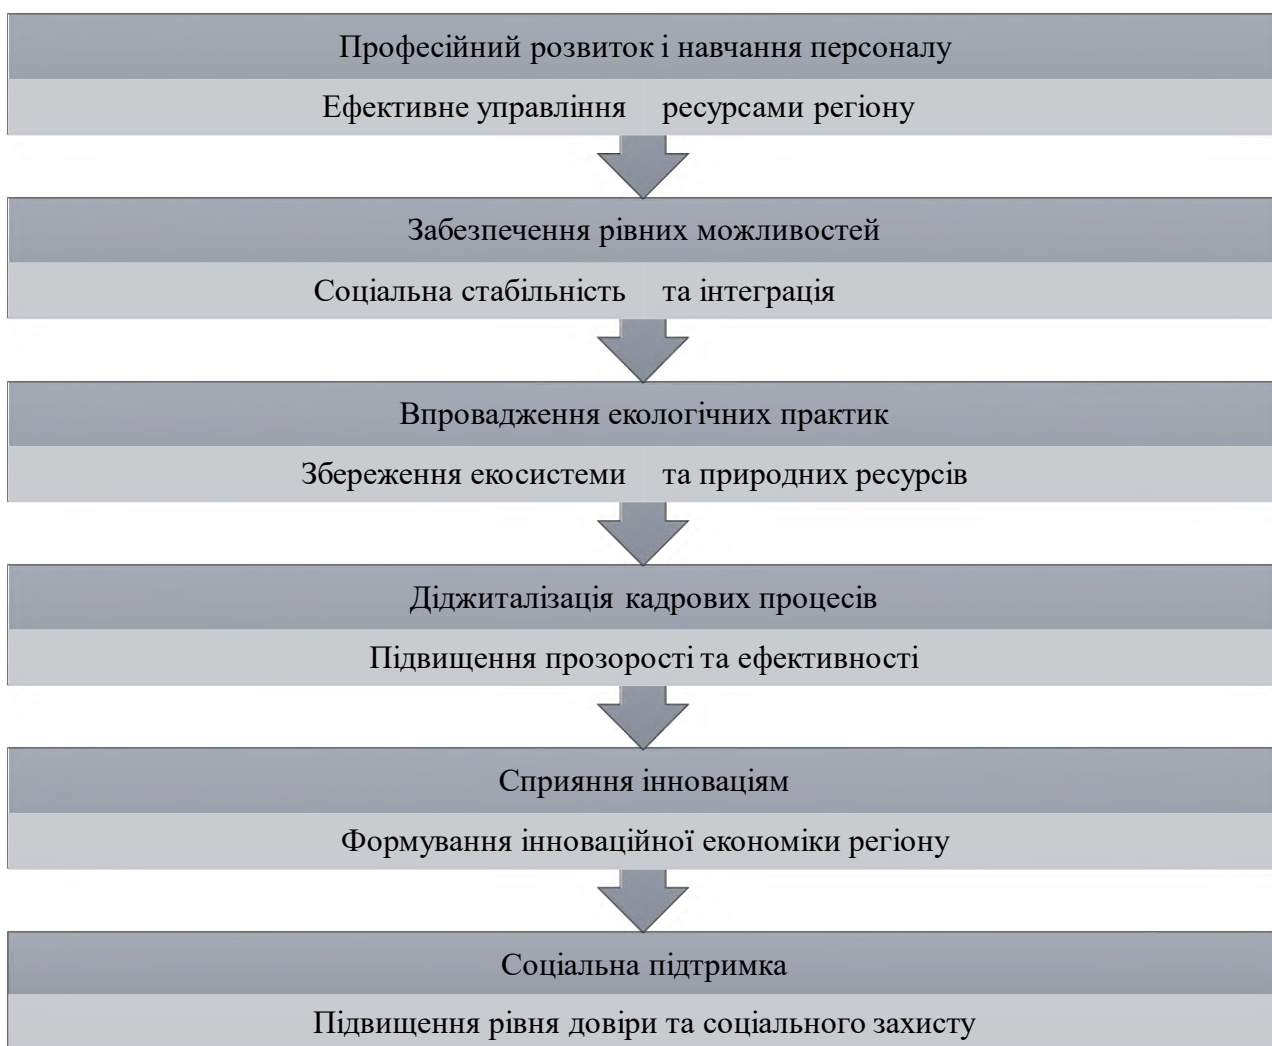 Професійний розвиток і навчання персоналу
Ефективне управління ресурсами регіону
Забезпечення рівних можливостей
Соціальна стабільність та інтеграція
Впровадження екологічних практик
Збереження екосистеми та природних ресурсів
Діджиталізація кадрових процесів
Підвищення прозорості та ефективності
Сприяння інноваціям
Формування інноваційної економіки регіону
Соціальна підтримка
Підвищення рівня довіри та соціального захисту